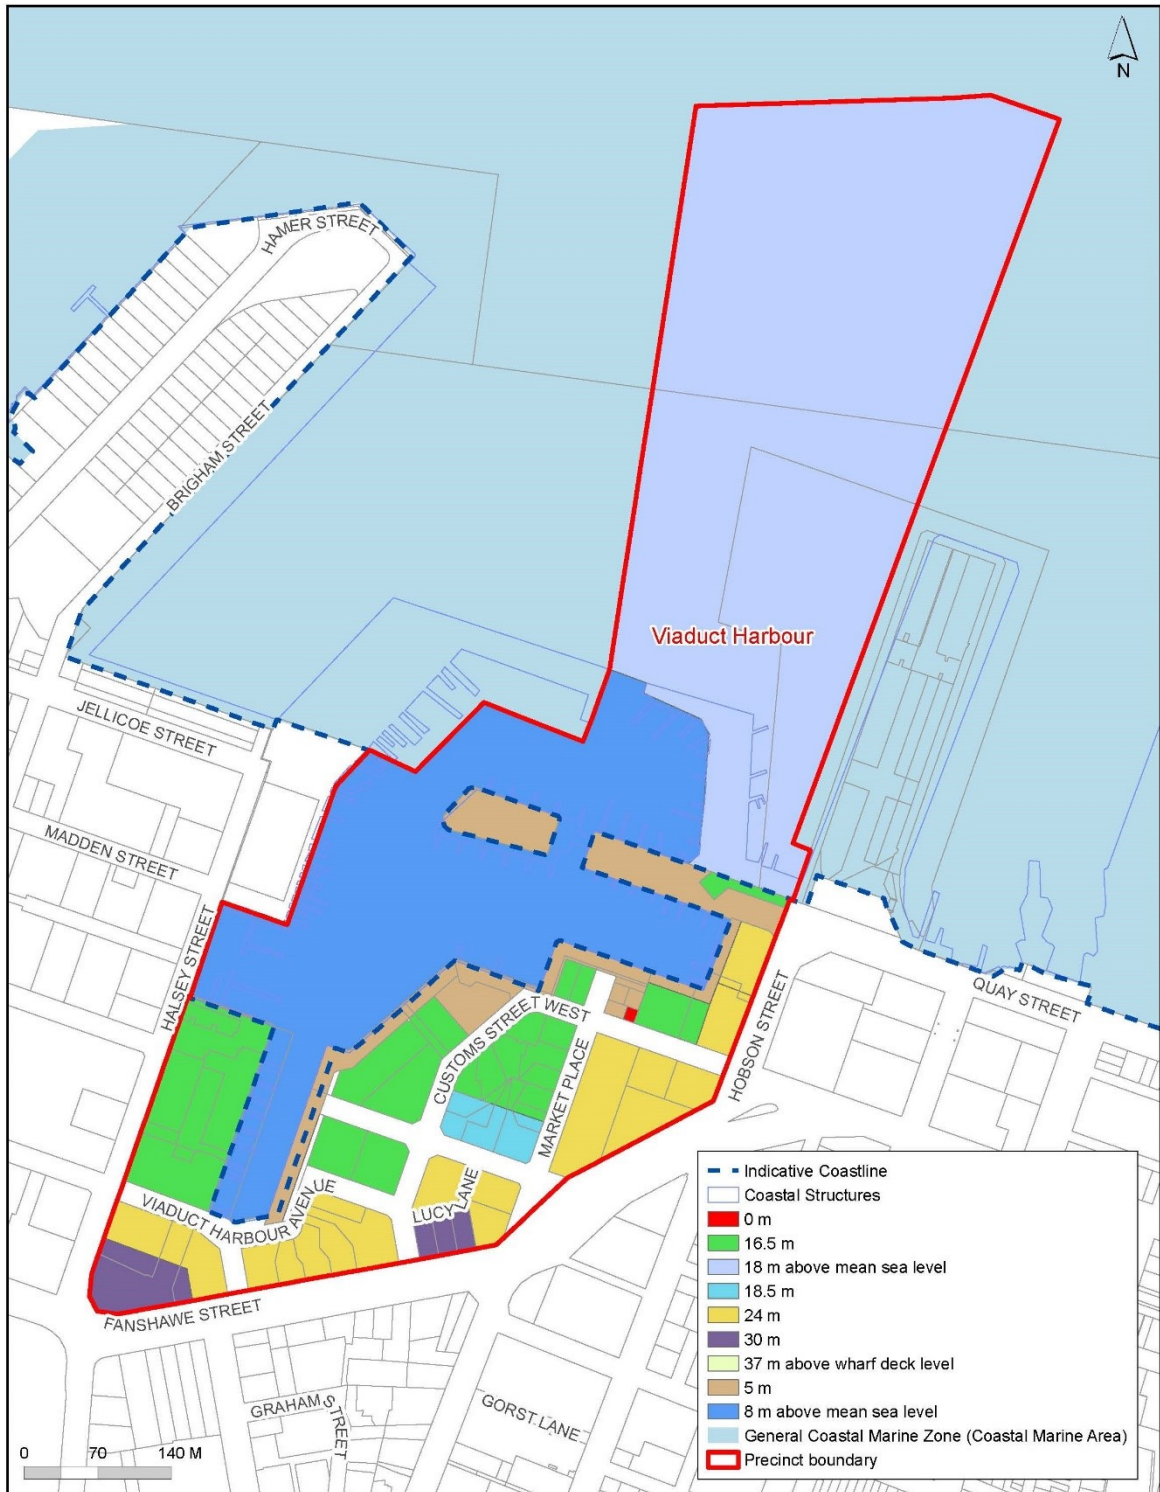 N
HAMER STREET
BRIGHAM STREET
Viaduct Harbour
JELLICOE STREET
MADDEN STREET
HALSEY STREET
QUAY STREET
CUSTOMS STREET WEST
HOBSON STREET
MARKET PLACE
LUCY LANE
VIADUCT HARBOUR AVENUE
FANSHAWE STREET
GRAHAM STREET
GORST LANE
0 70 140 M
Indicative Coastline
Coastal Structures
0 m
16.5 m
18 m above mean sea level
18.5 m
24 m
30 m
37 m above wharf deck level
5 m
8 m above mean sea level
General Coastal Marine Zone (Coastal Marine Area)
Precinct boundary